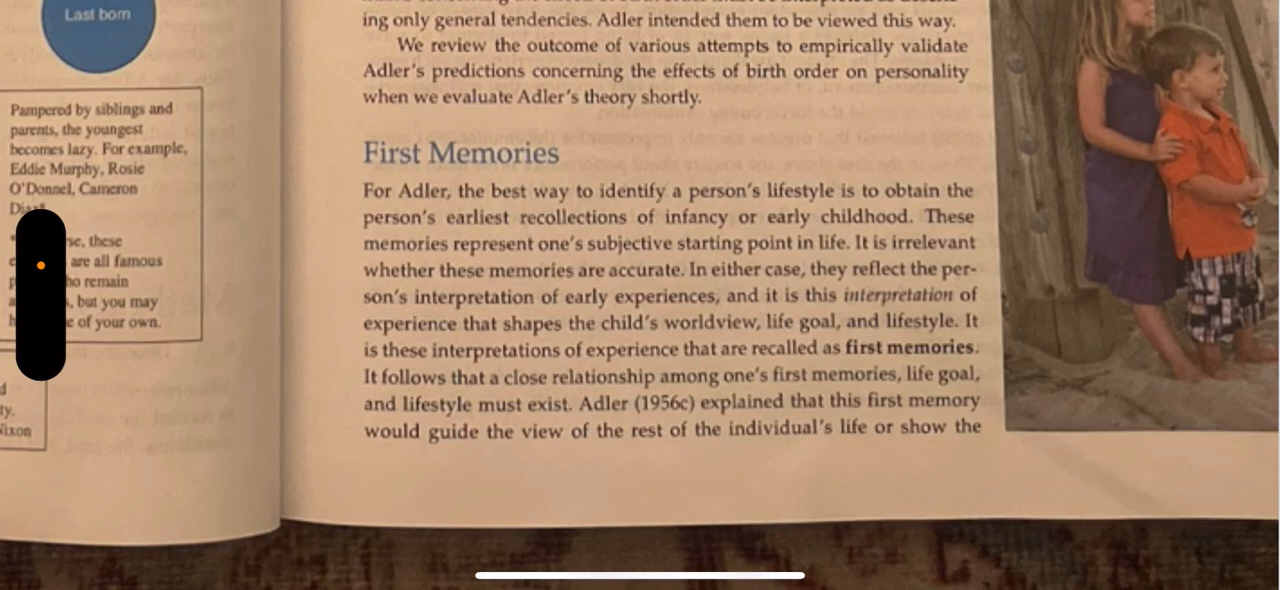 Last born
Pampered by siblings and
parents, the youngest
becomes lazy. For example,
Eddie Murphy, Rosie
O'Donnel, Cameron
se, these
are all famous
ho remain
, but you may
e of your own.
d
ty.
Nixon
ing only general tendencies. Adler intended them to be viewed this way.
We review the outcome of various attempts to empirically validate
Adler's predictions concerning the effects of birth order on personality
when we evaluate Adler's theory shortly.
First Memories
For Adler, the best way to identify a person's lifestyle is to obtain the
person's earliest recollections of infancy or early childhood. These
memories represent one's subjective starting point in life. It is irrelevant
whether these memories are accurate. In either case, they reflect the per-
son's interpretation of early experiences, and it is this interpretation of
experience that shapes the child's worldview, life goal, and lifestyle. It
is these interpretations of experience that are recalled as first memories.
It follows that a close relationship among one's first memories, life goal,
and lifestyle must exist. Adler (1956c) explained that this first memory
would guide the view of the rest of the individual's life or show the